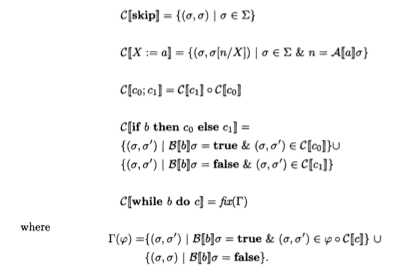 𝒞⟦skip⟧ = {(σ, σ) | σ ∈ Σ}
𝒞⟦X := a⟧ = {(σ, σ[n/X]) | σ ∈ Σ & n = 𝒜⟦a⟧σ}
𝒞⟦c₀; c₁⟧ = 𝒞⟦c₁⟧ ∘ 𝒞⟦c₀⟧
𝒞⟦if b then c₀ else c₁⟧ =
{(σ, σ′) | ℬ⟦b⟧σ = true & (σ, σ′) ∈ 𝒞⟦c₀⟧}∪
{(σ, σ′) | ℬ⟦b⟧σ = false & (σ, σ′) ∈ 𝒞⟦c₁⟧}
𝒞⟦while b do c⟧ = fix(Γ)
where
Γ(φ) ={(σ, σ′) | ℬ⟦b⟧σ = true & (σ, σ′) ∈ φ ∘ 𝒞⟦c⟧} ∪
{(σ, σ) | ℬ⟦b⟧σ = false}.